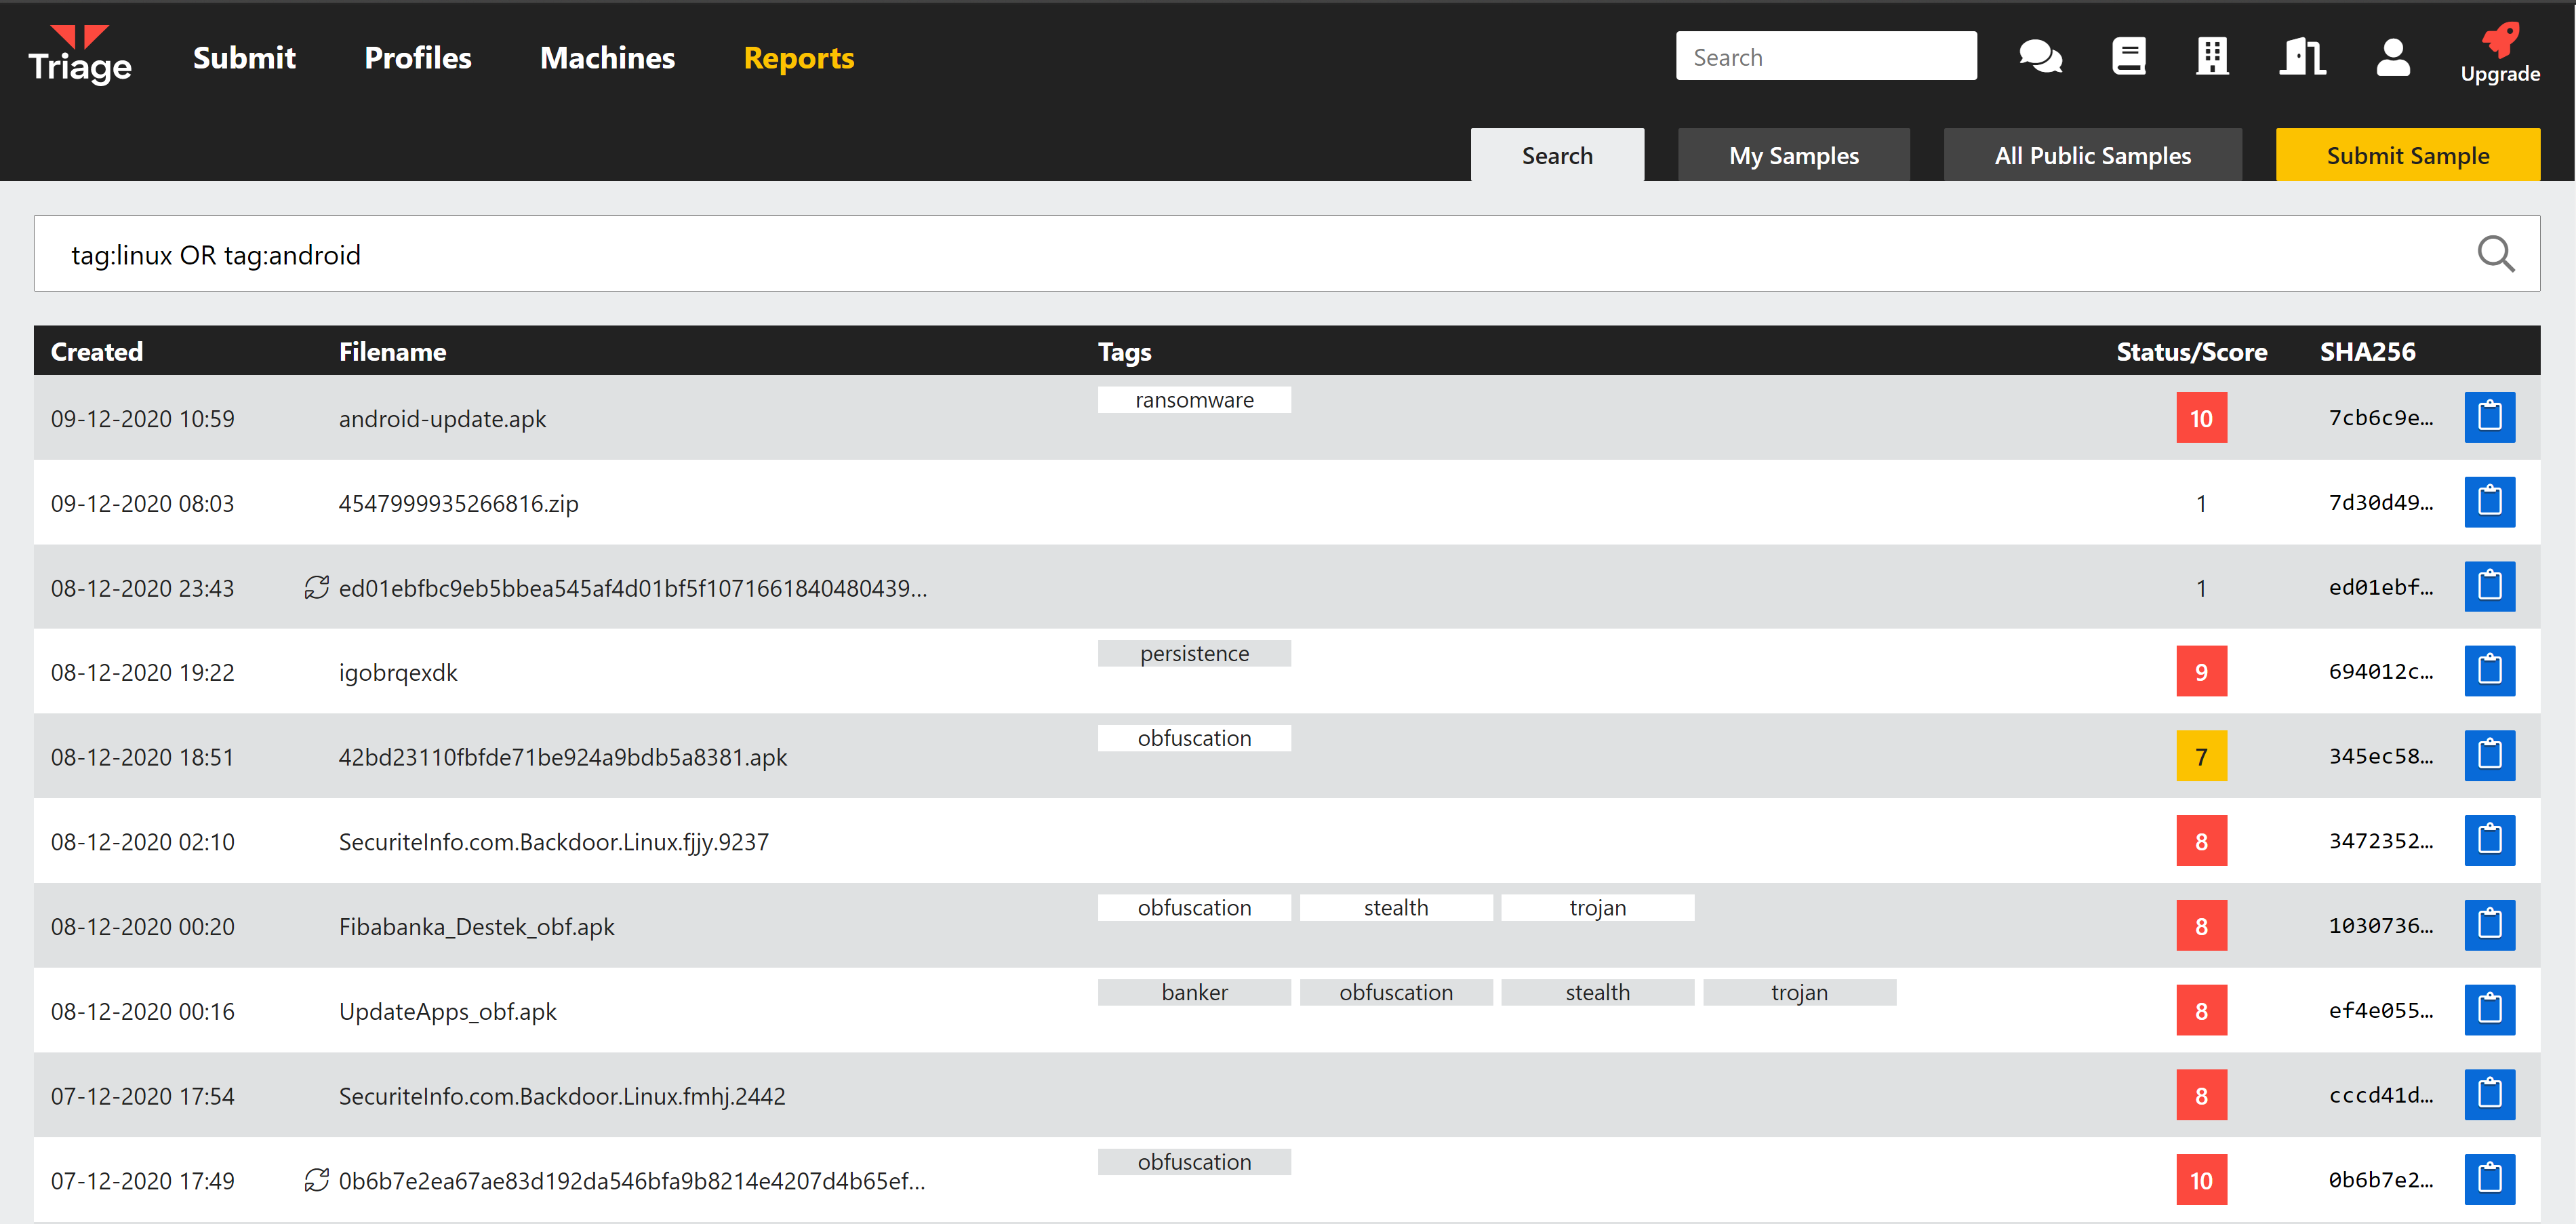 Triage Submit Profiles Machines Reports Search Upgrade
Search My Samples All Public Samples Submit Sample
tag:linux OR tag:android
Created Filename Tags Status/Score SHA256
09-12-2020 10:59 android-update.apk ransomware 10 7cb6c9e...
09-12-2020 08:03 4547999935266816.zip 1 7d30d49...
08-12-2020 23:43 ed01ebfbc9eb5bbea545af4d01bf5f1071661840480439... 1 ed01ebf...
08-12-2020 19:22 igobrqexdk persistence 9 694012c...
08-12-2020 18:51 42bd23110fbfde71be924a9bdb5a8381.apk obfuscation 7 345ec58...
08-12-2020 02:10 SecuriteInfo.com.Backdoor.Linux.fjjy.9237 8 3472352...
08-12-2020 00:20 Fibabanka_Destek_obf.apk obfuscation stealth trojan 8 1030736...
08-12-2020 00:16 UpdateApps_obf.apk banker obfuscation stealth trojan 8 ef4e055...
07-12-2020 17:54 SecuriteInfo.com.Backdoor.Linux.fmhj.2442 8 cccd41d...
07-12-2020 17:49 0b6b7e2ea67ae83d192da546bfa9b8214e4207d4b65ef... obfuscation 10 0b6b7e2...